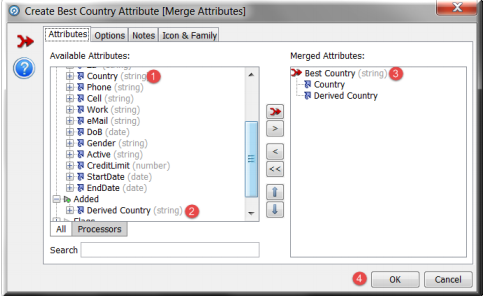 Create Best Country Attribute [Merge Attributes]
Attributes Options Notes Icon & Family
Available Attributes:
Country (string) 1
Phone (string)
Cell (string)
Work (string)
eMail (string)
DoB (date)
Gender (string)
Active (string)
CreditLimit (number)
StartDate (date)
EndDate (date)
Added
Derived Country (string) 2
All Processors
Search
>
<
<<
Merged Attributes:
Best Country (string) 3
Country
Derived Country
4 OK Cancel